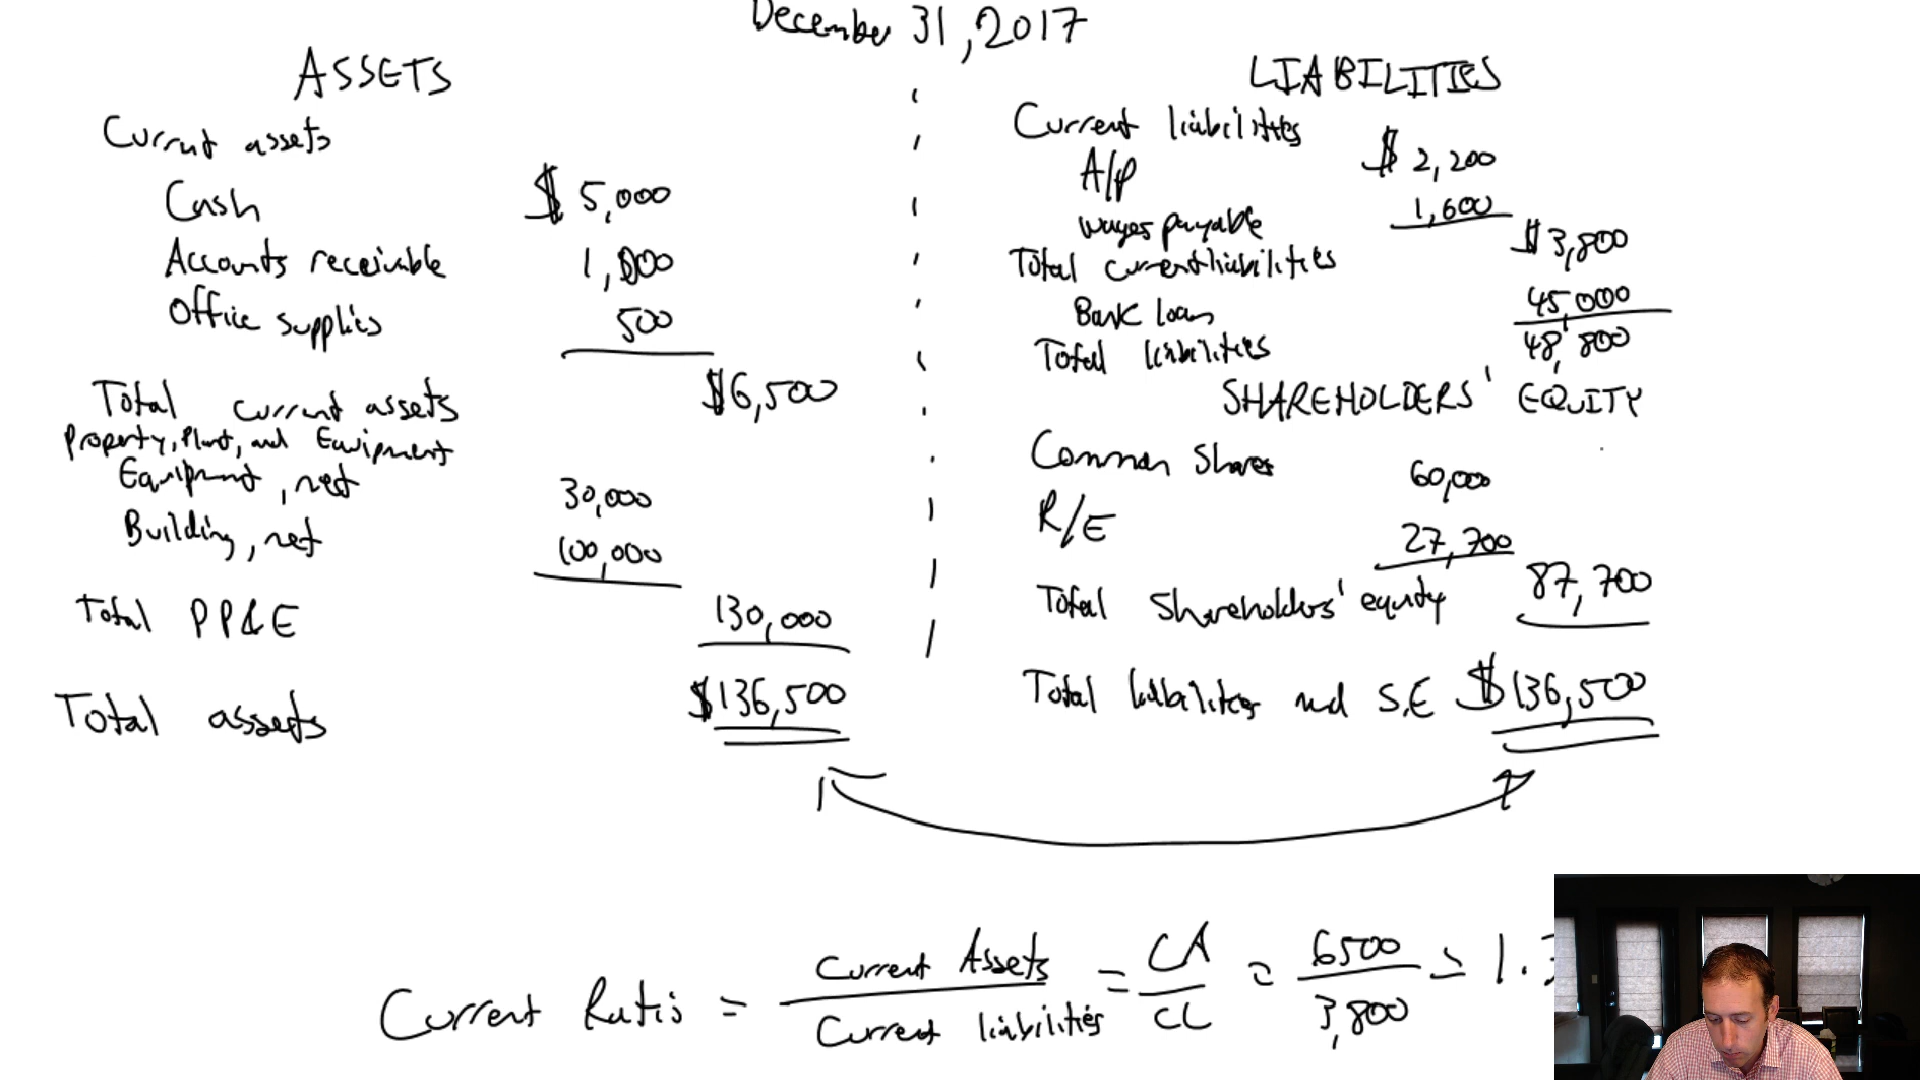 December 31, 2017
ASSETS
Current assets
Cash $ 5,000
Accounts receivable 1,000
Office supplies 500
Total current assets $6,500
Property, Plant, and Equipment
Equipment, net 30,000
Building, net 100,000
Total PP&E 130,000
Total assets $136,500
LIABILITIES
Current liabilities
A/P $ 2,200
wages payable 1,600
Total current liabilities $3,800
Bank loan 45,000
Total liabilities 48,800
SHAREHOLDERS' EQUITY
Common Shares 60,000
R/E 27,700
Total Shareholders' equity 87,700
Total liabilities and S.E $136,500
Current Ratio = Current Assets / Current liabilities = CA / CL = 6500 / 3,800 = 1.